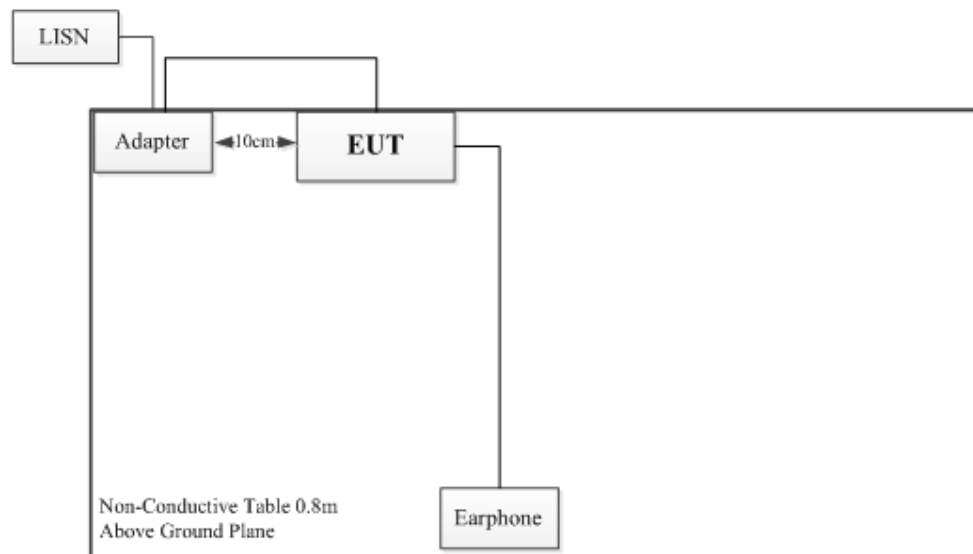 LISN
Adapter
10cm
EUT
Non-Conductive Table 0.8m
Above Ground Plane
Earphone